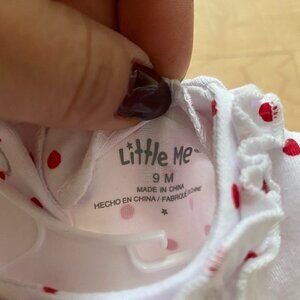 Little Me
9 M
MADE IN CHINA
HECHO EN CHINA / FABRIQUÉ EN CHINE